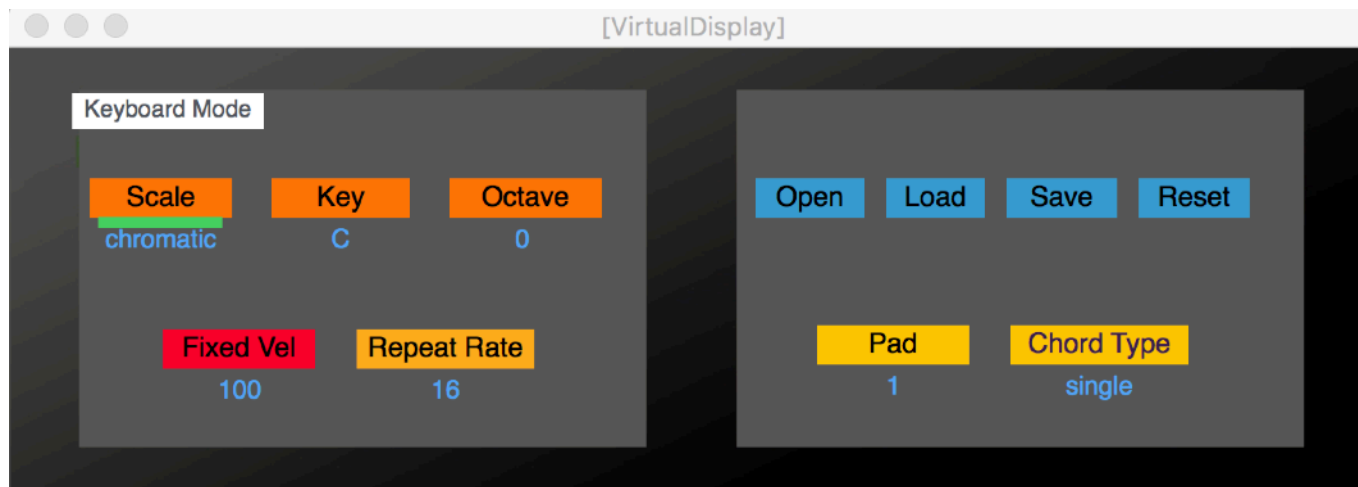 [VirtualDisplay]
Keyboard Mode
Scale Key Octave
chromatic C 0
Fixed Vel Repeat Rate
100 16
Open Load Save Reset
Pad Chord Type
1 single